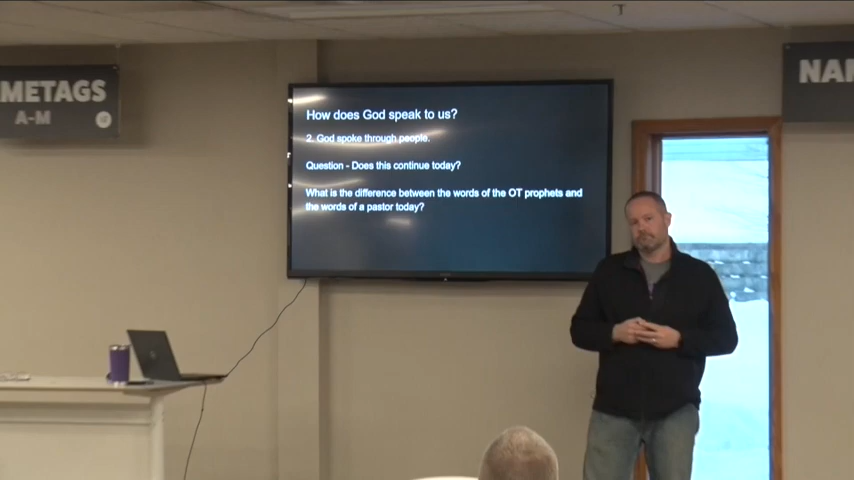 METAGS
A-M
How does God speak to us?
2. God spoke through people.
Question - Does this continue today?
What is the difference between the words of the OT prophets and
the words of a pastor today?
NA